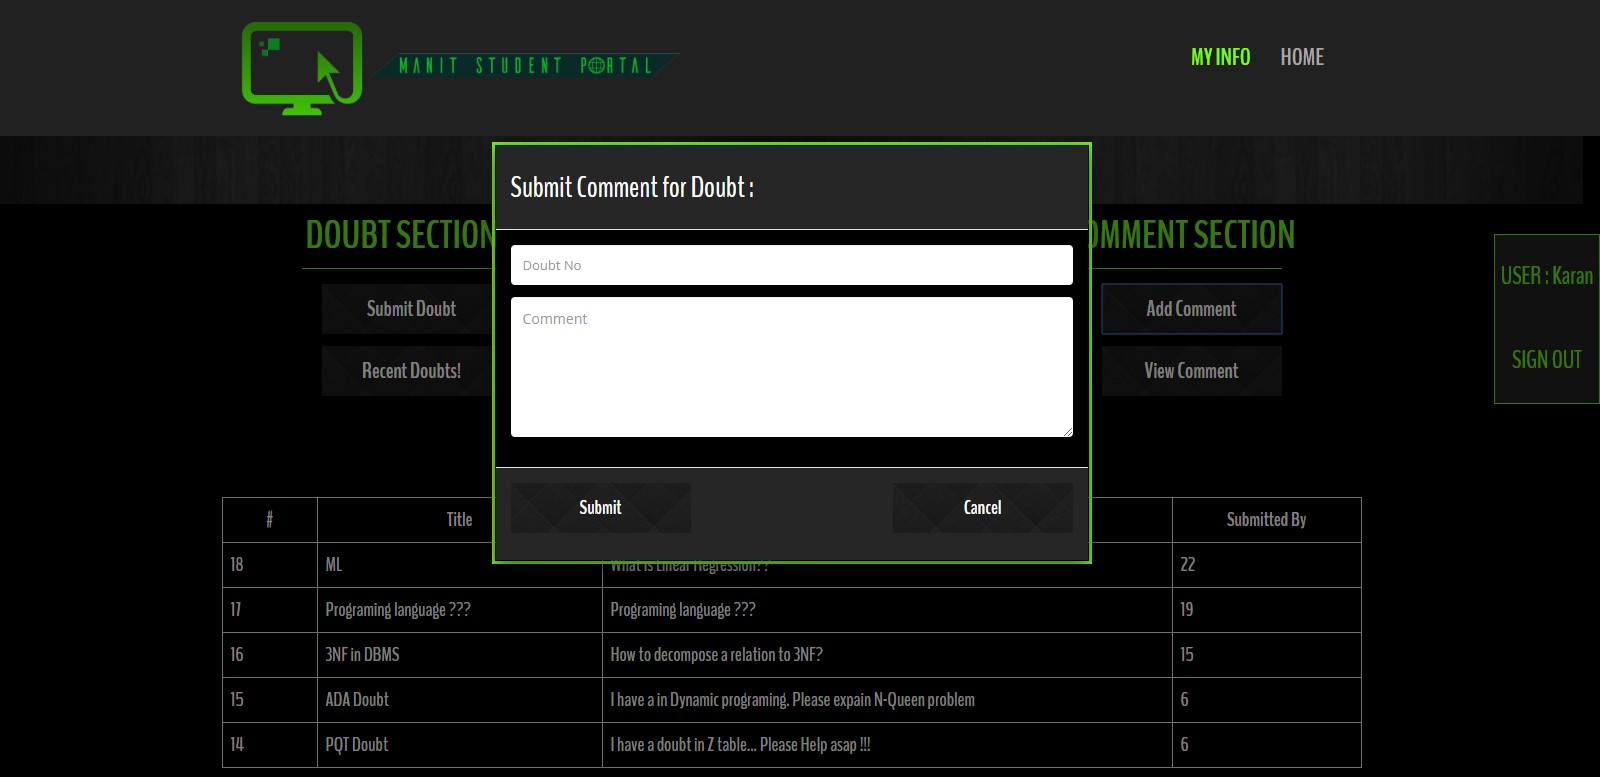 MANIT STUDENT PORTAL
MY INFO
HOME
Submit Comment for Doubt :
DOUBT SECTION
OMMENT SECTION
Doubt No
USER : Karan
Submit Doubt
Comment
Add Comment
Recent Doubts!
View Comment
SIGN OUT
Submit
Cancel
# Title Submitted By
18 ML What is Linear Regression?? 22
17 Programing language ??? Programing language ??? 19
16 3NF in DBMS How to decompose a relation to 3NF? 15
15 ADA Doubt I have a in Dynamic programing. Please expain N-Queen problem 6
14 PQT Doubt I have a doubt in Z table... Please Help asap !!! 6